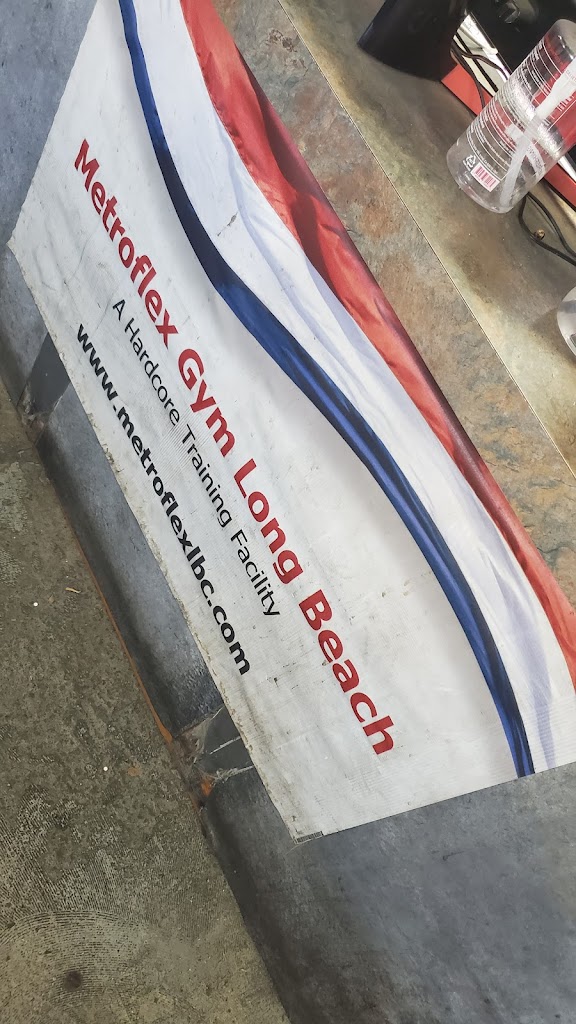 Metroflex Gym Long Beach
A Hardcore Training Facility
www.metroflexlbc.com